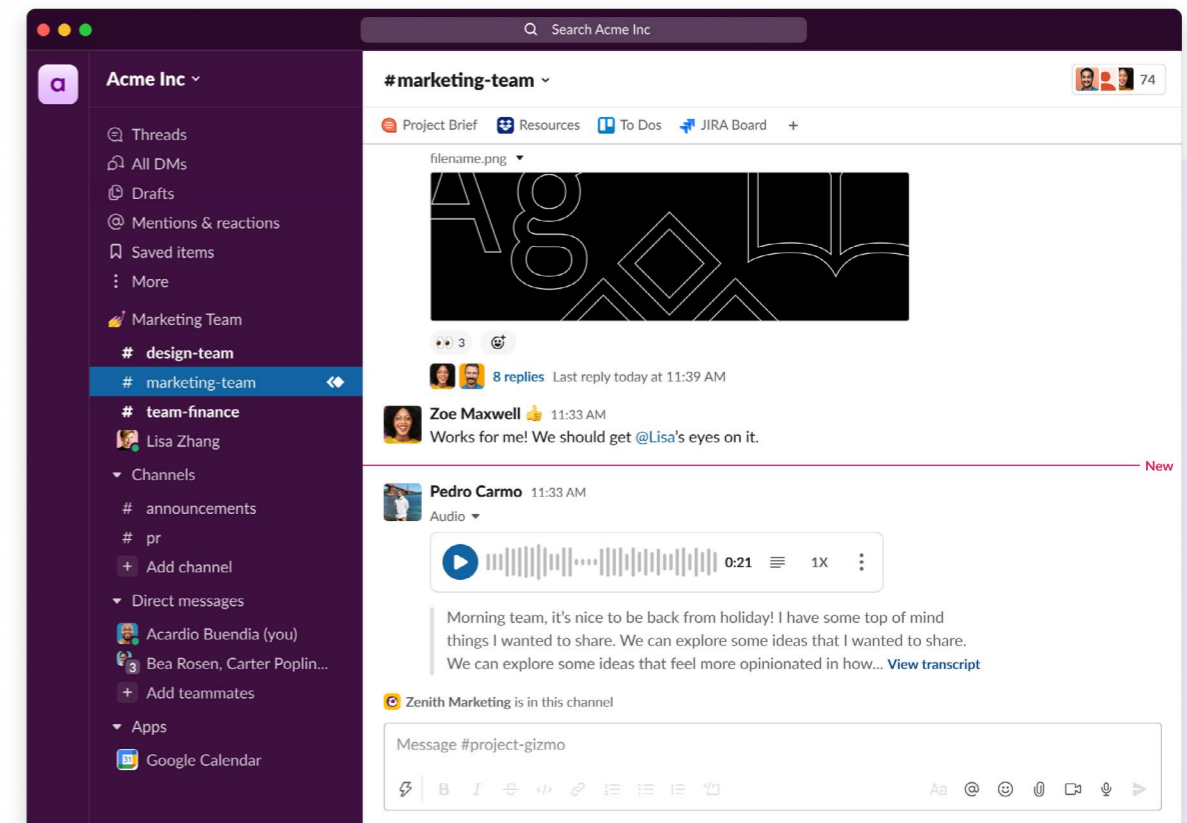 Search Acme Inc
a
Acme Inc
Threads
All DMs
Drafts
@ Mentions & reactions
Saved items
More
Marketing Team
# design-team
# marketing-team
# team-finance
Lisa Zhang
Channels
# announcements
# pr
+ Add channel
Direct messages
Acardio Buendia (you)
3 Bea Rosen, Carter Poplin...
+ Add teammates
Apps
31 Google Calendar
#marketing-team
74
Project Brief Resources To Dos JIRA Board +
filename.png
Ag
3
8 replies Last reply today at 11:39 AM
Zoe Maxwell 11:33 AM
Works for me! We should get @Lisa’s eyes on it.
New
Pedro Carmo 11:33 AM
Audio
0:21 1X
Morning team, it’s nice to be back from holiday! I have some top of mind
things I wanted to share. We can explore some ideas that I wanted to share.
We can explore some ideas that feel more opinionated in how... View transcript
Zenith Marketing is in this channel
Message #project-gizmo
B I S </> Aa @